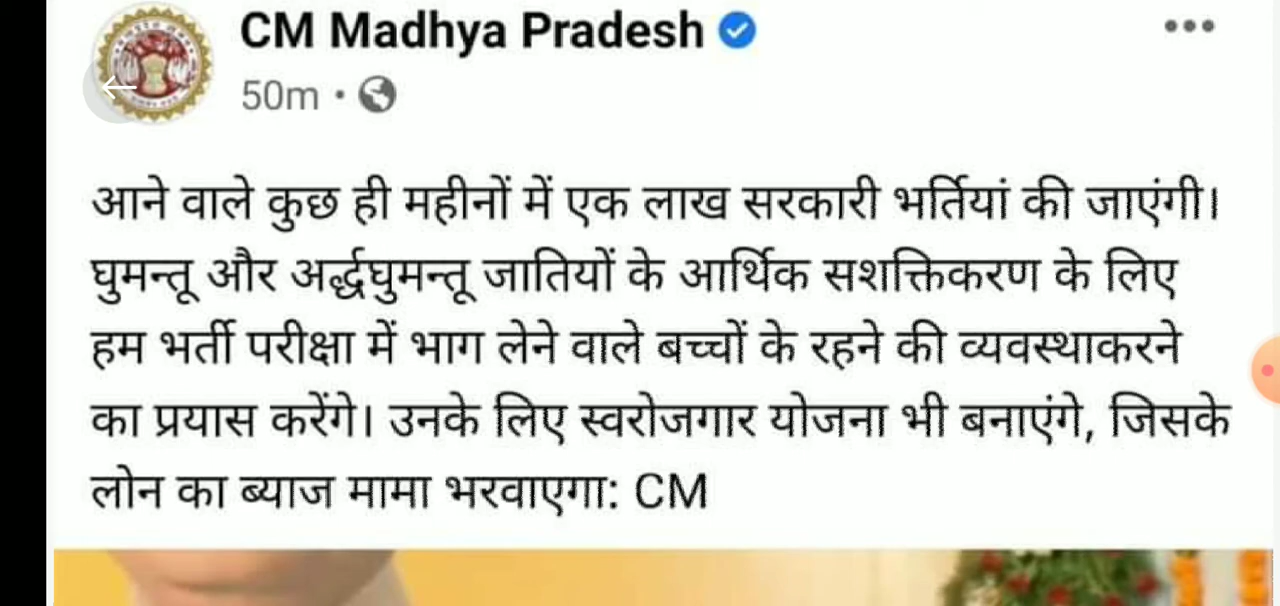 CM Madhya Pradesh
50m
आने वाले कुछ ही महीनों में एक लाख सरकारी भर्तियां की जाएंगी।
घुमन्तू और अर्द्धघुमन्तू जातियों के आर्थिक सशक्तिकरण के लिए
हम भर्ती परीक्षा में भाग लेने वाले बच्चों के रहने की व्यवस्थाकरने
का प्रयास करेंगे। उनके लिए स्वरोजगार योजना भी बनाएंगे, जिसके
लोन का ब्याज मामा भरवाएगा: CM